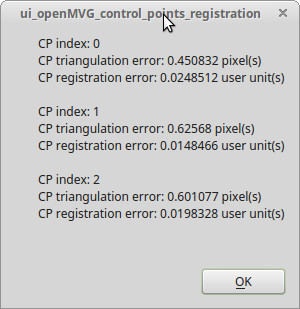 ui_openMVG_control_points_registration
CP index: 0
CP triangulation error: 0.450832 pixel(s)
CP registration error: 0.0248512 user unit(s)
CP index: 1
CP triangulation error: 0.62568 pixel(s)
CP registration error: 0.0148466 user unit(s)
CP index: 2
CP triangulation error: 0.601077 pixel(s)
CP registration error: 0.0198328 user unit(s)
OK